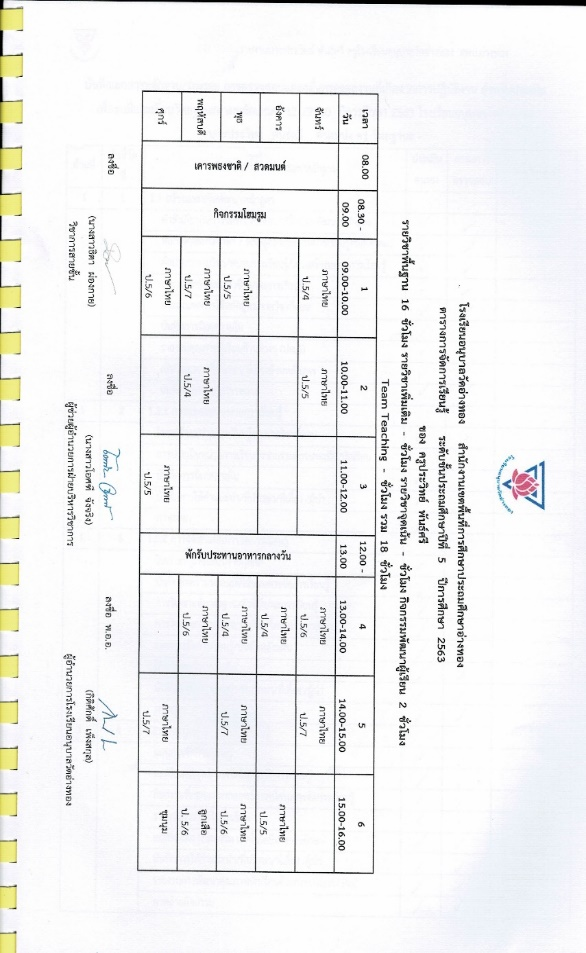 โรงเรียนอนุบาลวัดอ่างทอง สำนักงานเขตพื้นที่การศึกษาประถมศึกษาอ่างทอง
ตารางการจัดการเรียนรู้ ระดับชั้นประถมศึกษาปีที่ 5 ปีการศึกษา 2563
ของ ครูประวิทย์ พันธ์ศรี
รายวิชาพื้นฐาน 16 ชั่วโมง รายวิชาเพิ่มเติม - ชั่วโมง รายวิชาจุดเน้น - ชั่วโมง กิจกรรมพัฒนาผู้เรียน 2 ชั่วโมง
Team Teaching - ชั่วโมง รวม 18 ชั่วโมง
เวลา 08.00 08.30 - 1 2 3 12.00 - 4 5 6
วัน 09.00 09.00-10.00 10.00-11.00 11.00-12.00 13.00 13.00-14.00 14.00-15.00 15.00-16.00
เคารพธงชาติ / สวดมนต์
กิจกรรมโฮมรูม
พักรับประทานอาหารกลางวัน
จันทร์ ภาษาไทย ภาษาไทย ภาษาไทย ภาษาไทย
ป.5/4 ป.5/5 ป.5/6 ป.5/7
อังคาร ภาษาไทย ภาษาไทย
ป.5/4 ป.5/5
พุธ ภาษาไทย ภาษาไทย ภาษาไทย ภาษาไทย
ป.5/5 ป.5/4 ป.5/7 ป.5/6
พฤหัสบดี ภาษาไทย ภาษาไทย ภาษาไทย ลูกเสือ
ป.5/7 ป.5/4 ป.5/6 ป. 5/6
ศุกร์ ภาษาไทย ภาษาไทย ภาษาไทย ชุมนุม
ป.5/6 ป.5/5 ป.5/7
ลงชื่อ ลงชื่อ ลงชื่อ พ.อ.อ.
(นางสาวธิดา ผ่องกาย) (นางสาวโอศศี จั่วจริง) (กิติศักดิ์ เพ็งสกุล)
วิชาการสายชั้น ผู้ช่วยผู้อำนวยการฝ่ายบริหารวิชาการ ผู้อำนวยการโรงเรียนอนุบาลวัดอ่างทอง